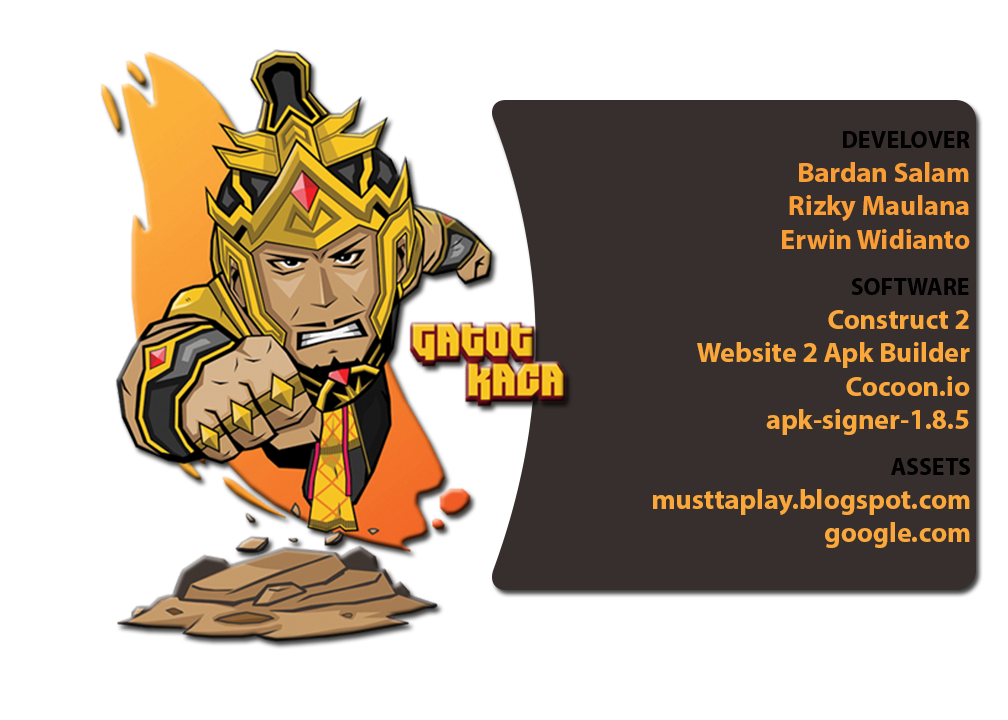 GATOT
KACA
DEVELOVER
Bardan Salam
Rizky Maulana
Erwin Widianto
SOFTWARE
Construct 2
Website 2 Apk Builder
Cocoon.io
apk-signer-1.8.5
ASSETS
musttaplay.blogspot.com
google.com